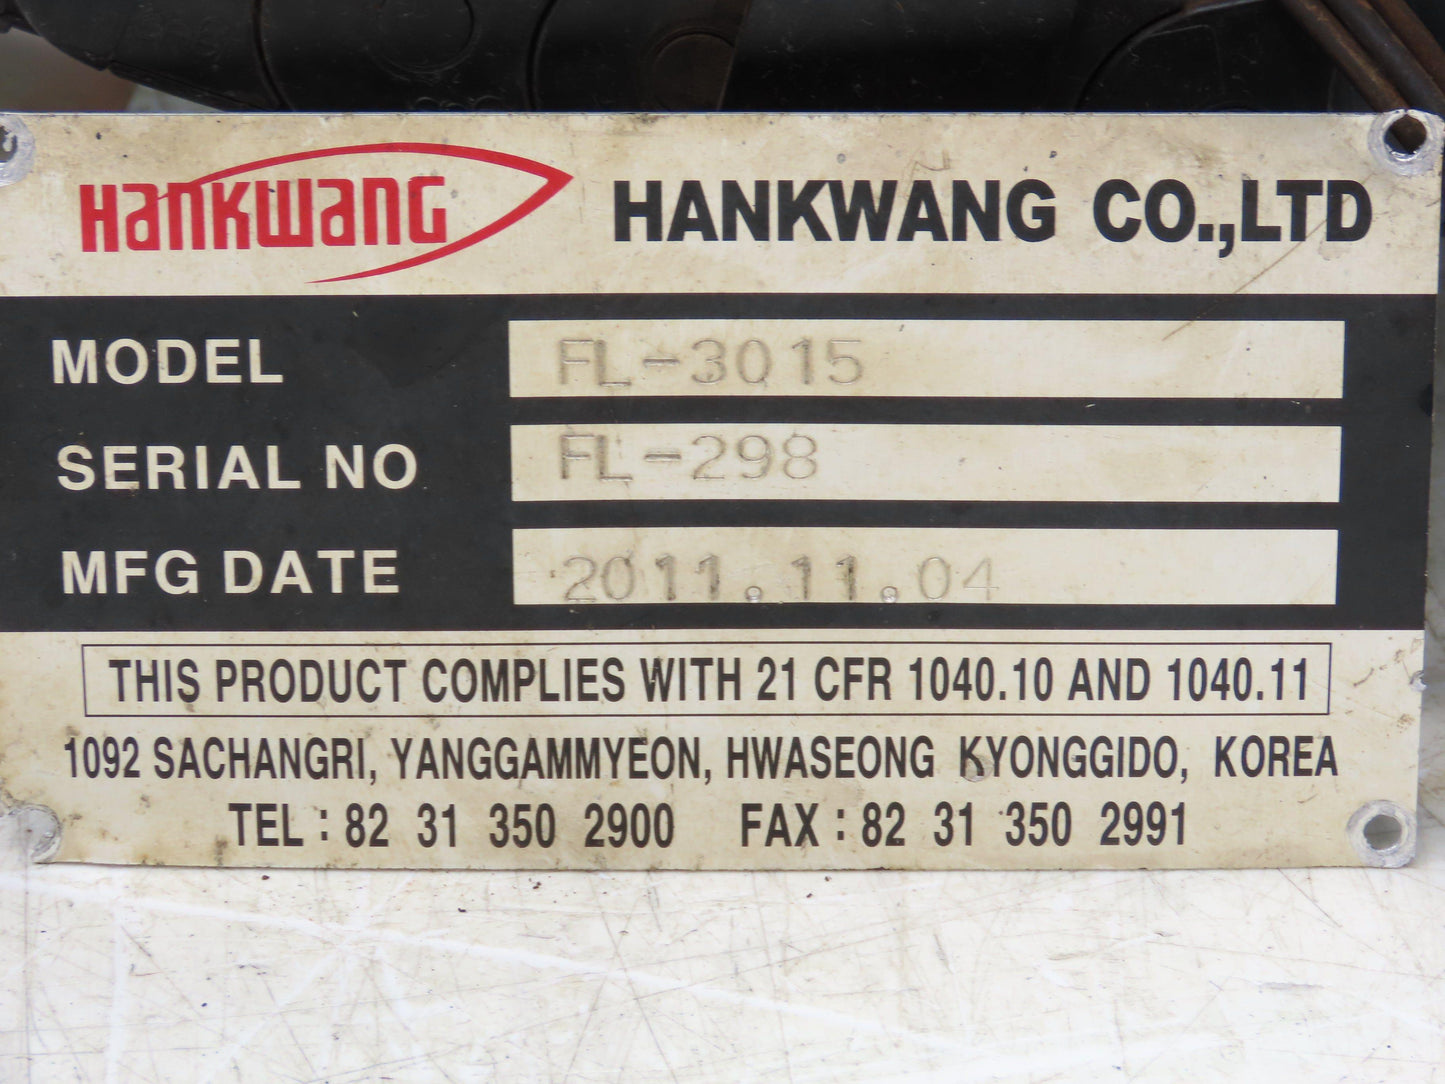 HANKWANG HANKWANG CO.,LTD
MODEL FL-3015
SERIAL NO FL-298
MFG DATE 2011.11.04
THIS PRODUCT COMPLIES WITH 21 CFR 1040.10 AND 1040.11
1092 SACHANGRI, YANGGAMMYEON, HWASEONG KYONGGIDO, KOREA
TEL : 82 31 350 2900 FAX : 82 31 350 2991